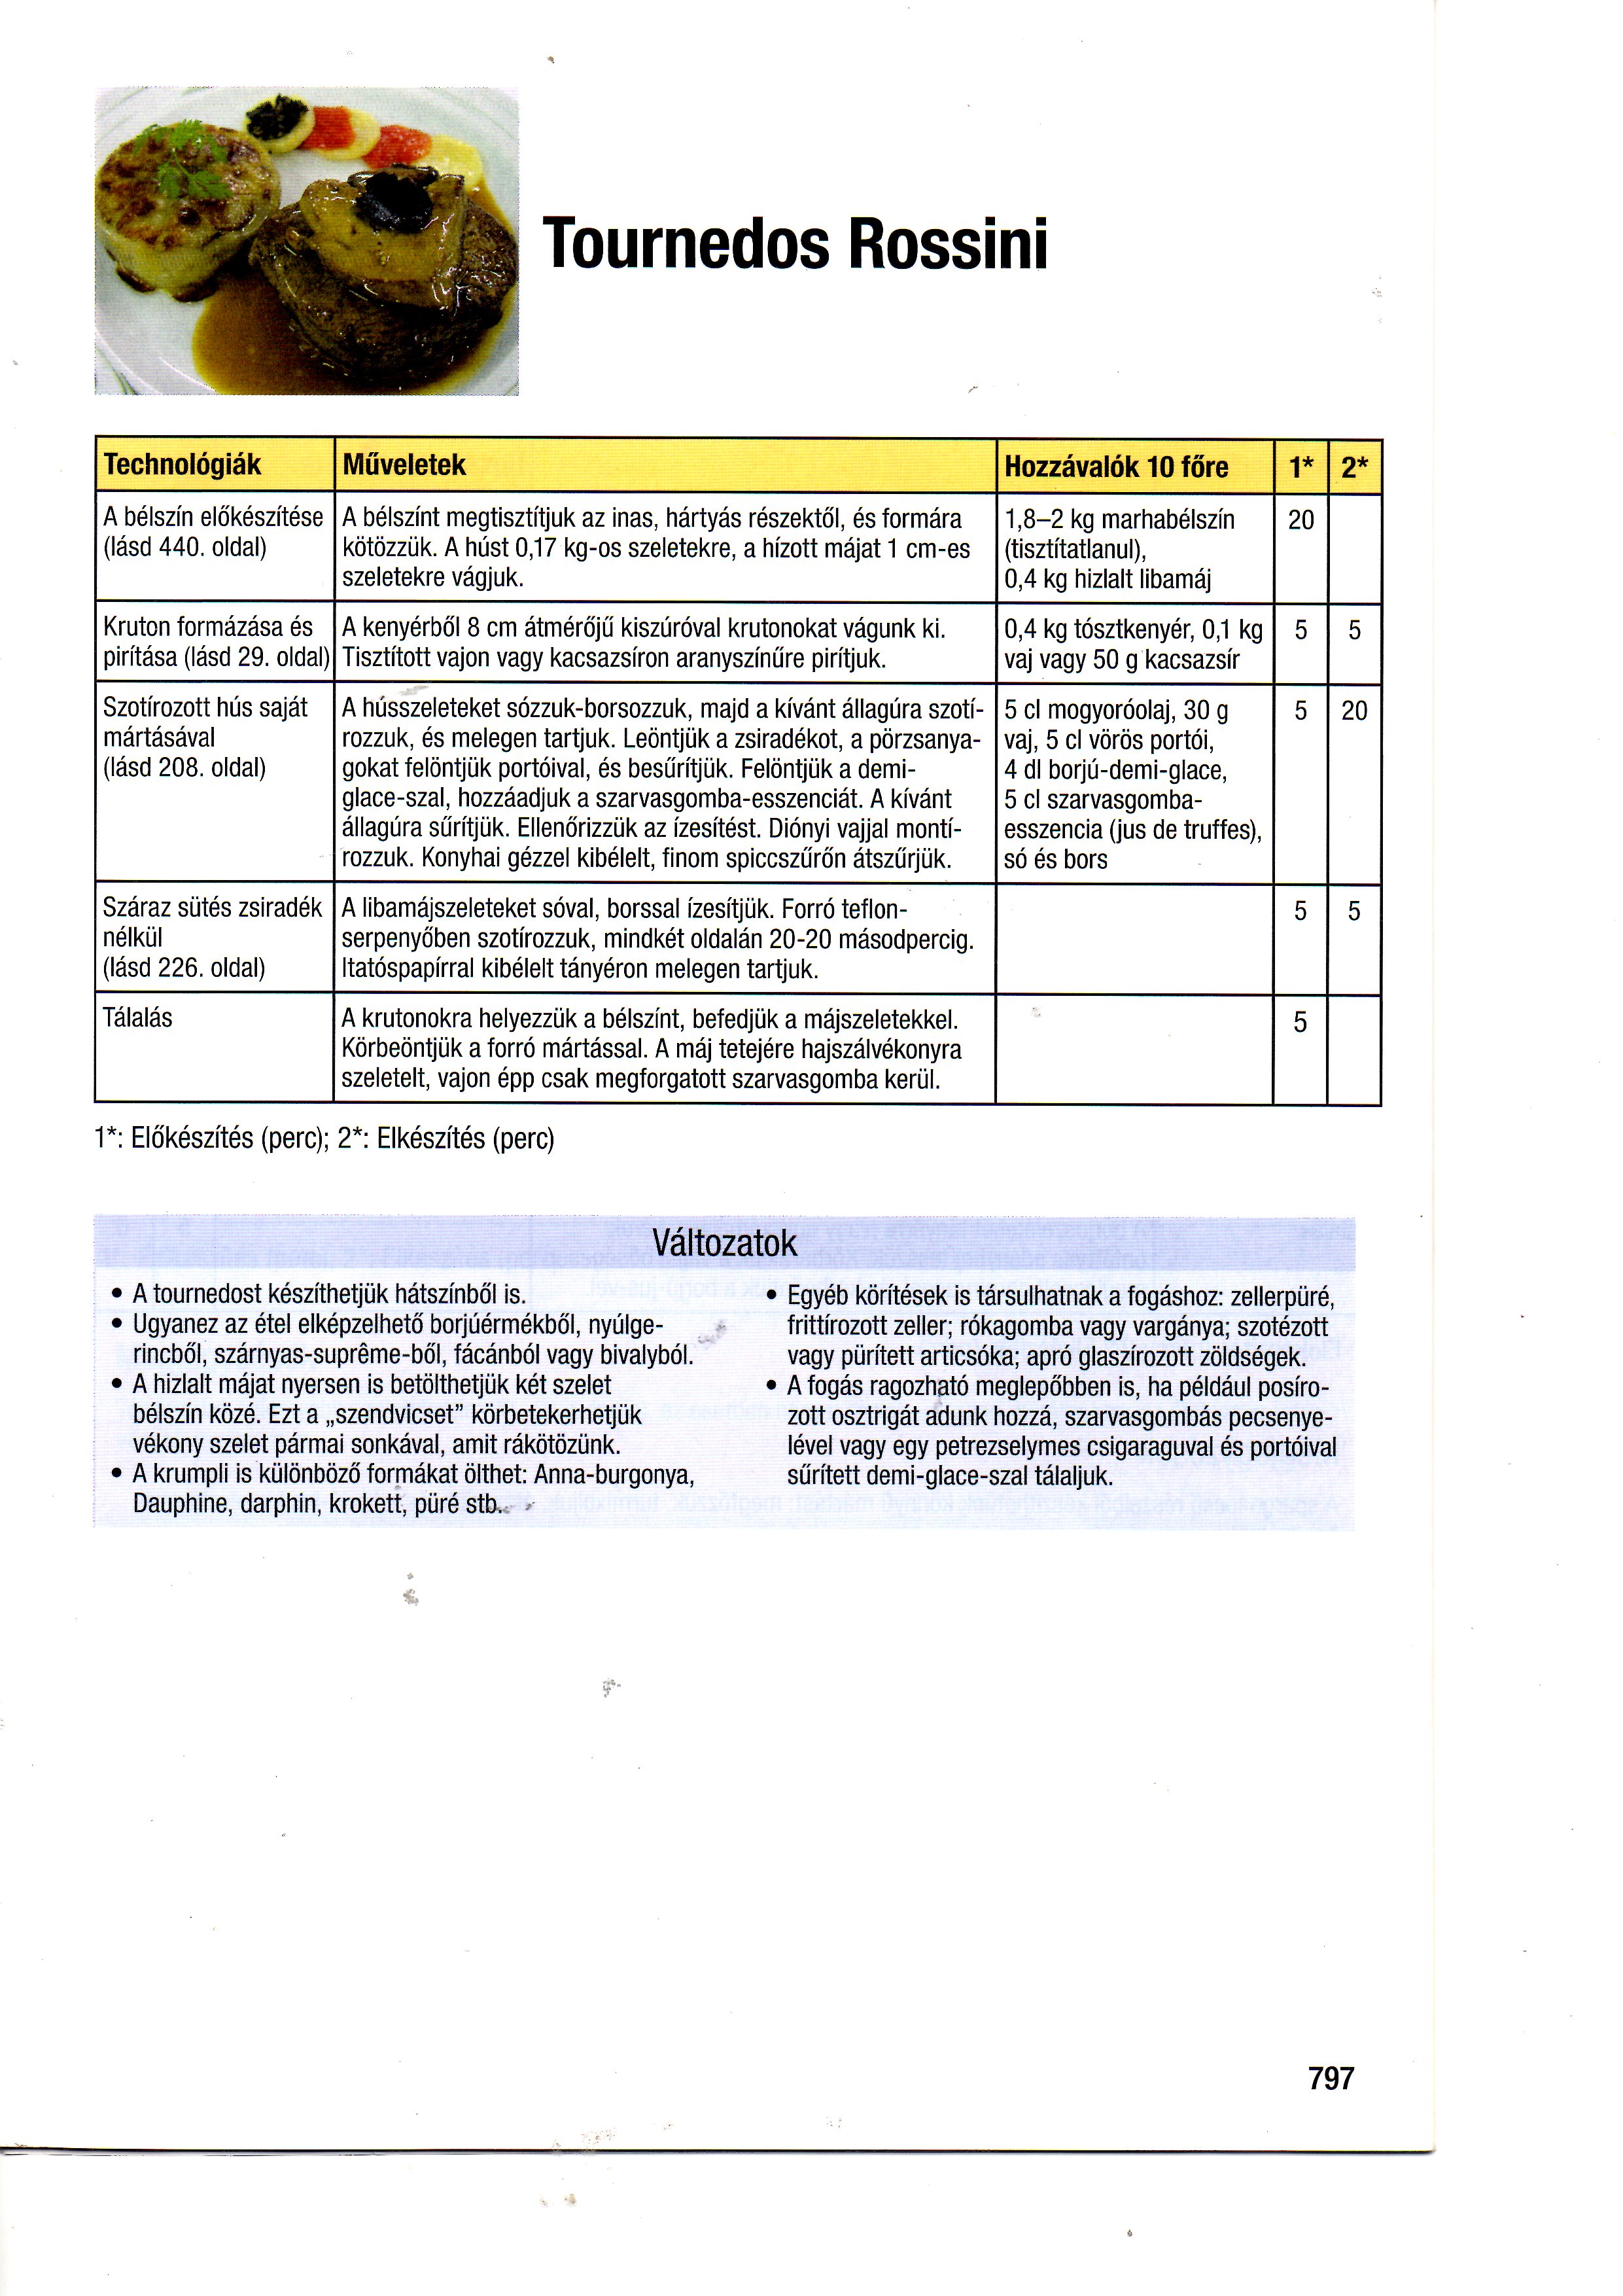 Tournedos Rossini
Technológiák
Műveletek
Hozzávalók 10 főre
1*
2*
A bélszín előkészítése
(lásd 440. oldal)
A bélszínt megtisztítjuk az inas, hártyás részektől, és formára
kötözzük. A húst 0,17 kg-os szeletekre, a hízott májat 1 cm-es
szeletekre vágjuk.
1,8–2 kg marhabélszín
(tisztítatlanul),
0,4 kg hizlalt libamáj
20
Kruton formázása és
pirítása (lásd 29. oldal)
A kenyérből 8 cm átmérőjű kiszúróval krutonokat vágunk ki.
Tisztított vajon vagy kacsazsíron aranyszínűre pirítjuk.
0,4 kg tósztkenyér, 0,1 kg
vaj vagy 50 g kacsazsír
5
5
Szotírozott hús saját
mártásával
(lásd 208. oldal)
A hússzeleteket sózzuk-borsozzuk, majd a kívánt állagúra szotí-
rozzuk, és melegen tartjuk. Leöntjük a zsiradékot, a pörzsanya-
gokat felöntjük portóival, és besűrítjük. Felöntjük a demi-
glace-szal, hozzáadjuk a szarvasgomba-esszenciát. A kívánt
állagúra sűrítjük. Ellenőrizzük az ízesítést. Diónyi vajjal montí-
rozzuk. Konyhai gézzel kibélelt, finom spiccszűrőn átszűrjük.
5 cl mogyoróolaj, 30 g
vaj, 5 cl vörös portói,
4 dl borjú-demi-glace,
5 cl szarvasgomba-
esszencia (jus de truffes),
só és bors
5
20
Száraz sütés zsiradék
nélkül
(lásd 226. oldal)
A libamájszeleteket sóval, borssal ízesítjük. Forró teflon-
serpenyőben szotírozzuk, mindkét oldalán 20-20 másodpercig.
Itatóspapírral kibélelt tányéron melegen tartjuk.
5
5
Tálalás
A krutonokra helyezzük a bélszínt, befedjük a májszeletekkel.
Körbeöntjük a forró mártással. A máj tetejére hajszálvékonyra
szeletelt, vajon épp csak megforgatott szarvasgomba kerül.
5
1*: Előkészítés (perc); 2*: Elkészítés (perc)
Változatok
• A tournedost készíthetjük hátszínből is.
• Ugyanez az étel elképzelhető borjúérmékből, nyúlge-
rincből, szárnyas-suprême-ből, fácánból vagy bivalyból.
• A hizlalt májat nyersen is betölthetjük két szelet
bélszín közé. Ezt a „szendvicset” körbetekerhetjük
vékony szelet pármai sonkával, amit rákötözünk.
• A krumpli is különböző formákat ölthet: Anna-burgonya,
Dauphine, darphin, krokett, püré stb.
• Egyéb körítések is társulhatnak a fogáshoz: zellerpüré,
frittírozott zeller; rókagomba vagy vargánya; szotézott
vagy pürített articsóka; apró glaszírozott zöldségek.
• A fogás ragozható meglepőbben is, ha például posíro-
zott osztrigát adunk hozzá, szarvasgombás pecsenye-
lével vagy egy petrezselymes csigaraguval és portóival
sűrített demi-glace-szal tálaljuk.
797